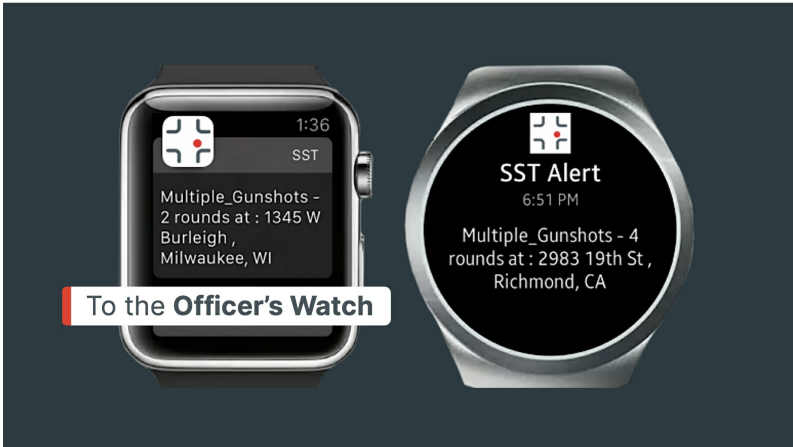 1:36
SST
Multiple_Gunshots -
2 rounds at : 1345 W
Burleigh ,
Milwaukee, WI
To the Officer's Watch
SST Alert
6:51 PM
Multiple_Gunshots - 4
rounds at : 2983 19th St ,
Richmond, CA